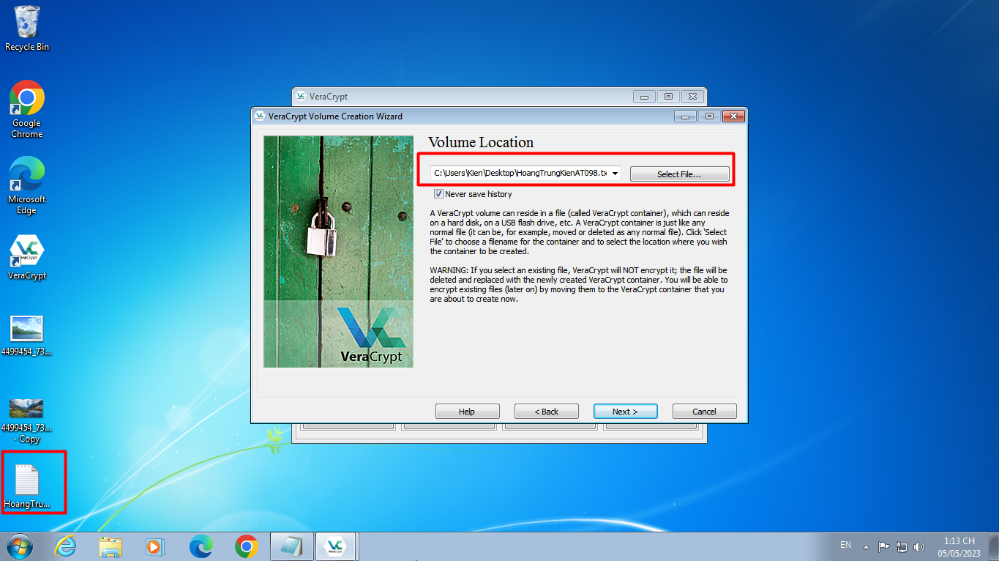 Recycle Bin
Google
Chrome
Microsoft
Edge
VeraCrypt
4499454_73...
4499454_73...
- Copy
HoangTru...
VeraCrypt
VeraCrypt Volume Creation Wizard
Volume Location
C:\Users\Kien\Desktop\HoangTrungKienAT098.tx
Select File...
Never save history
A VeraCrypt volume can reside in a file (called VeraCrypt container), which can reside
on a hard disk, on a USB flash drive, etc. A VeraCrypt container is just like any
normal file (it can be, for example, moved or deleted as any normal file). Click 'Select
File' to choose a filename for the container and to select the location where you wish
the container to be created.
WARNING: If you select an existing file, VeraCrypt will NOT encrypt it; the file will be
deleted and replaced with the newly created VeraCrypt container. You will be able to
encrypt existing files (later on) by moving them to the VeraCrypt container that you
are about to create now.
VeraCrypt
Help
< Back
Next >
Cancel
EN
1:13 CH
05/05/2023